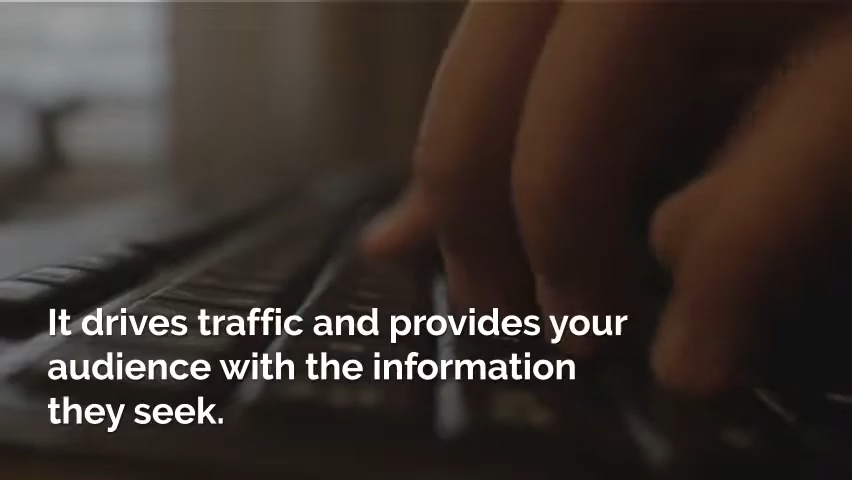 It drives traffic and provides your
audience with the information
they seek.